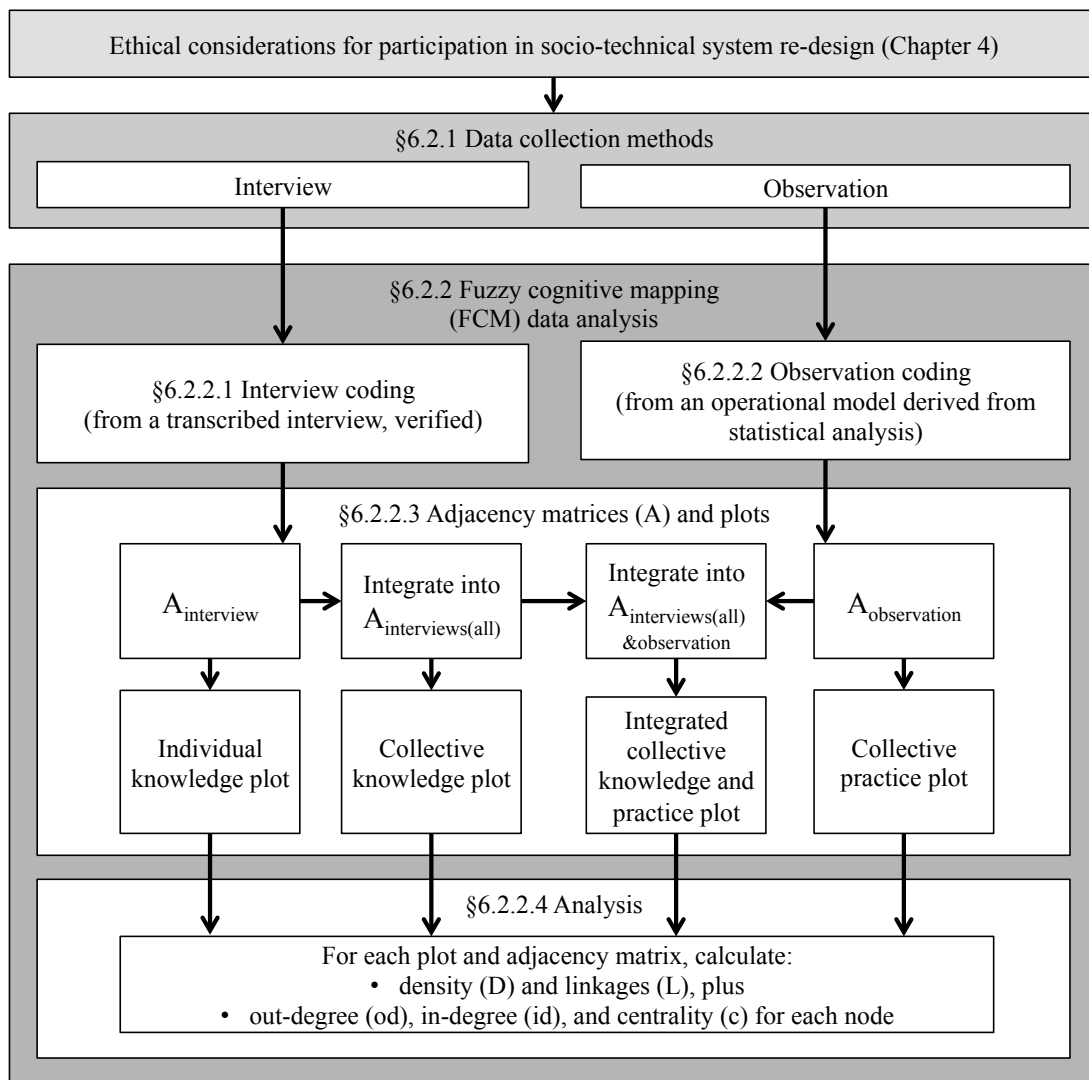 Ethical considerations for participation in socio-technical system re-design (Chapter 4)
§6.2.1 Data collection methods
Interview
Observation
§6.2.2 Fuzzy cognitive mapping
(FCM) data analysis
§6.2.2.1 Interview coding
(from a transcribed interview, verified)
§6.2.2.2 Observation coding
(from an operational model derived from
statistical analysis)
§6.2.2.3 Adjacency matrices (A) and plots
A interview
Integrate into
A interviews(all)
Integrate into
A interviews(all)
&observation
A observation
Individual
knowledge plot
Collective
knowledge plot
Integrated
collective
knowledge and
practice plot
Collective
practice plot
§6.2.2.4 Analysis
For each plot and adjacency matrix, calculate:
• density (D) and linkages (L), plus
• out-degree (od), in-degree (id), and centrality (c) for each node